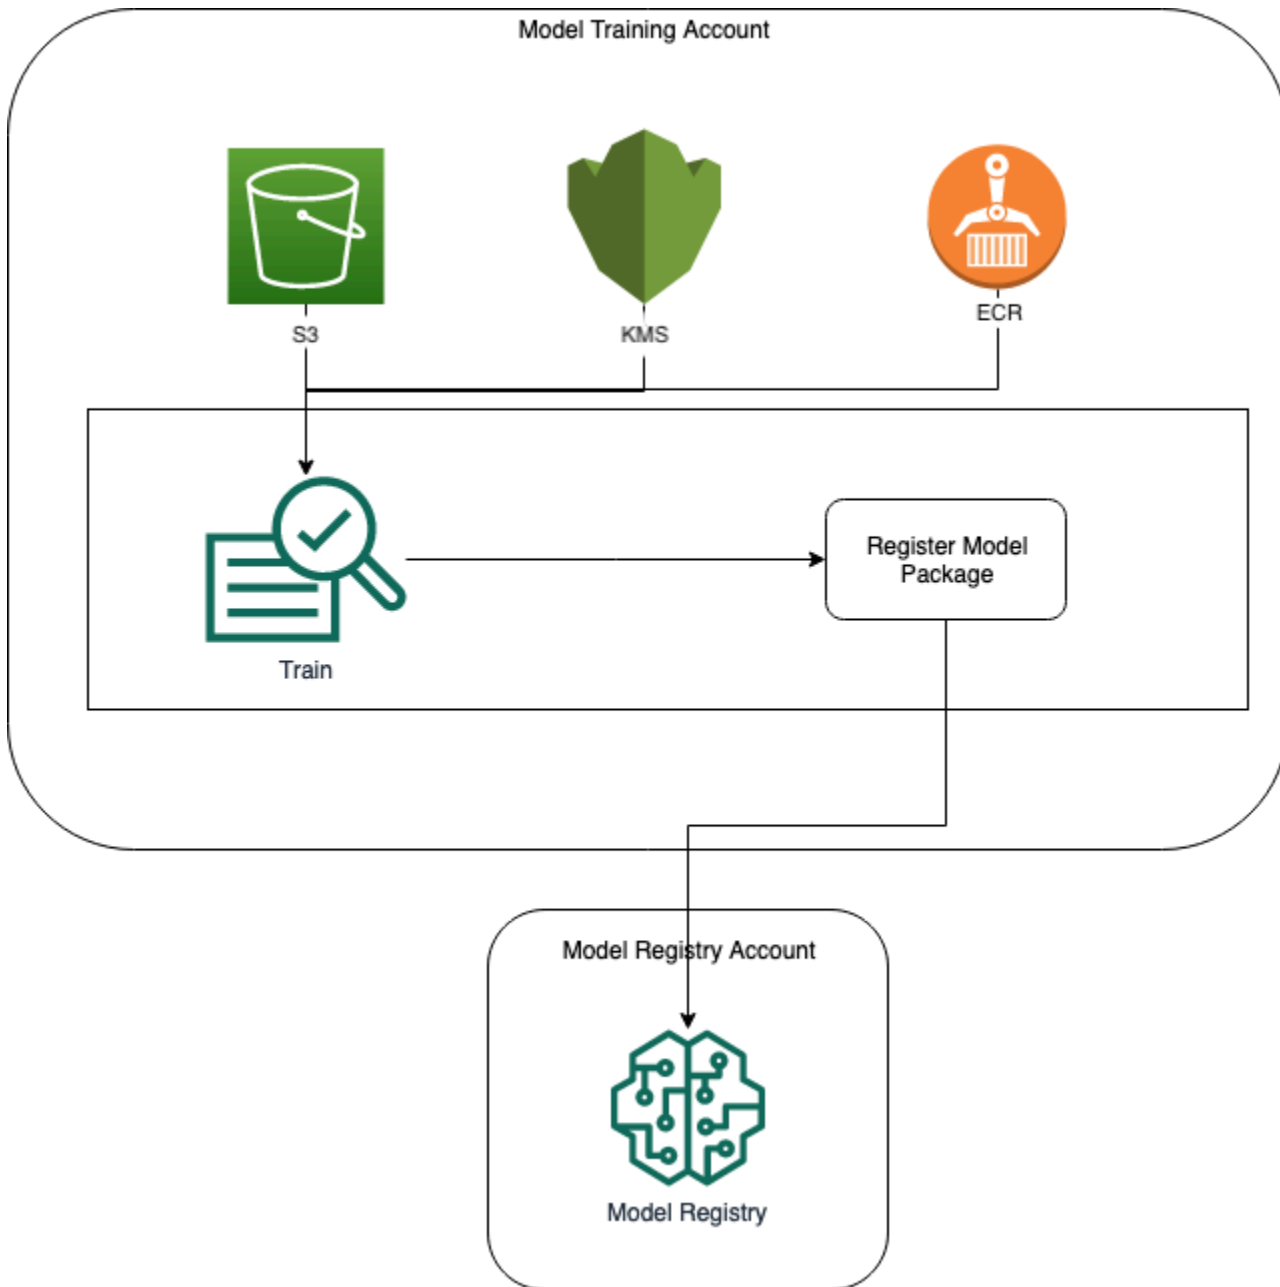 Model Training Account
S3
KMS
ECR
Register Model
Package
Train
Model Registry Account
Model Registry